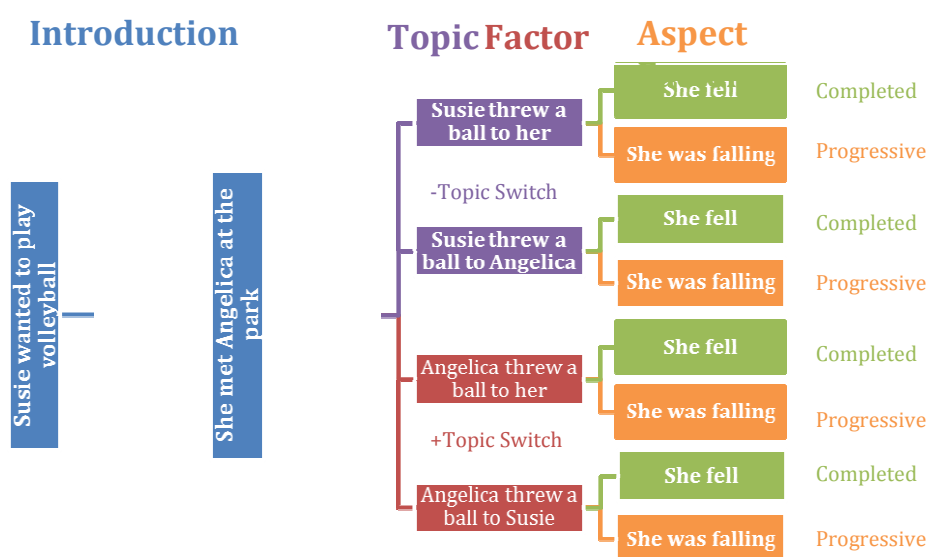 Introduction
Topic Factor
Aspect
Susie wanted to play
volleyball
She met Angelica at the
park
Susie threw a
ball to her
She fell
Completed
She was falling
Progressive
-Topic Switch
Susie threw a
ball to Angelica
She fell
Completed
She was falling
Progressive
Angelica threw a
ball to her
She fell
Completed
She was falling
Progressive
+Topic Switch
Angelica threw a
ball to Susie
She fell
Completed
She was falling
Progressive